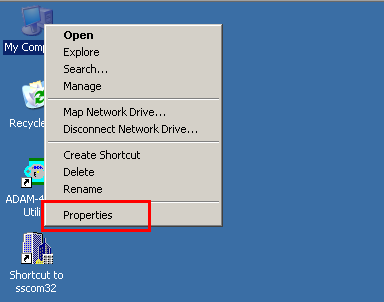 My Comp
Open
Explore
Search...
Manage
Map Network Drive...
Disconnect Network Drive...
Create Shortcut
Delete
Rename
Properties
Recycle
ADAM-4
Utili
Shortcut to
sscom32